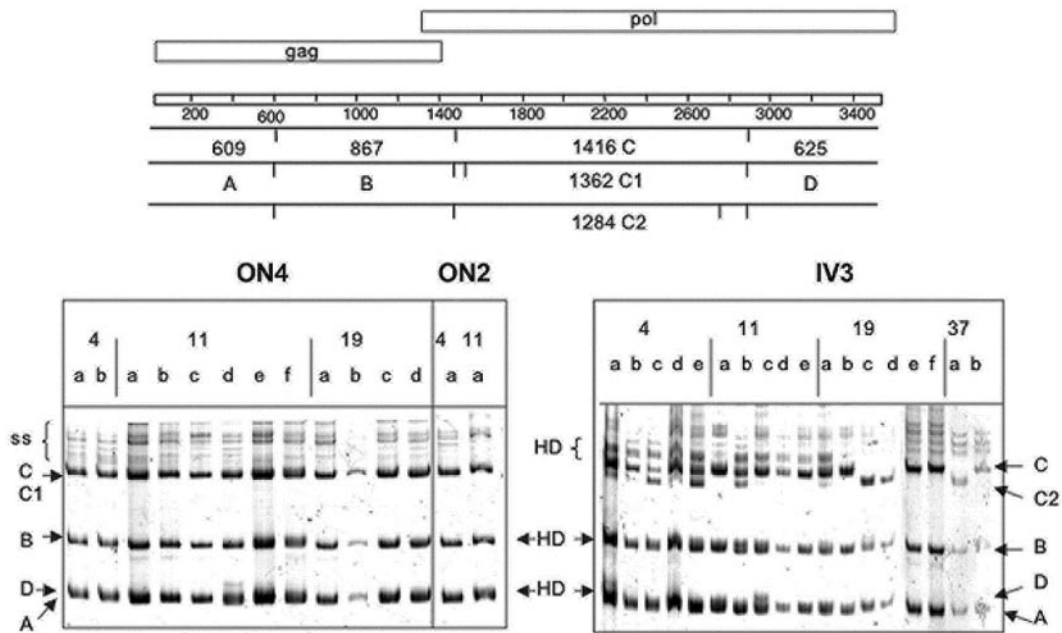 pol
gag
200 600 1000 1400 1800 2200 2600 3000 3400
609 867 1416 C 625
A B 1362 C1 D
1284 C2
ON4 ON2 IV3
4 11 19 4 11
a b a b c d e f a b c d a a
ss
C
C1
B
D
A
4 11 19 37
a b c d e a b c d e a b c d e f a b
HD
HD
HD
C
C2
B
D
A